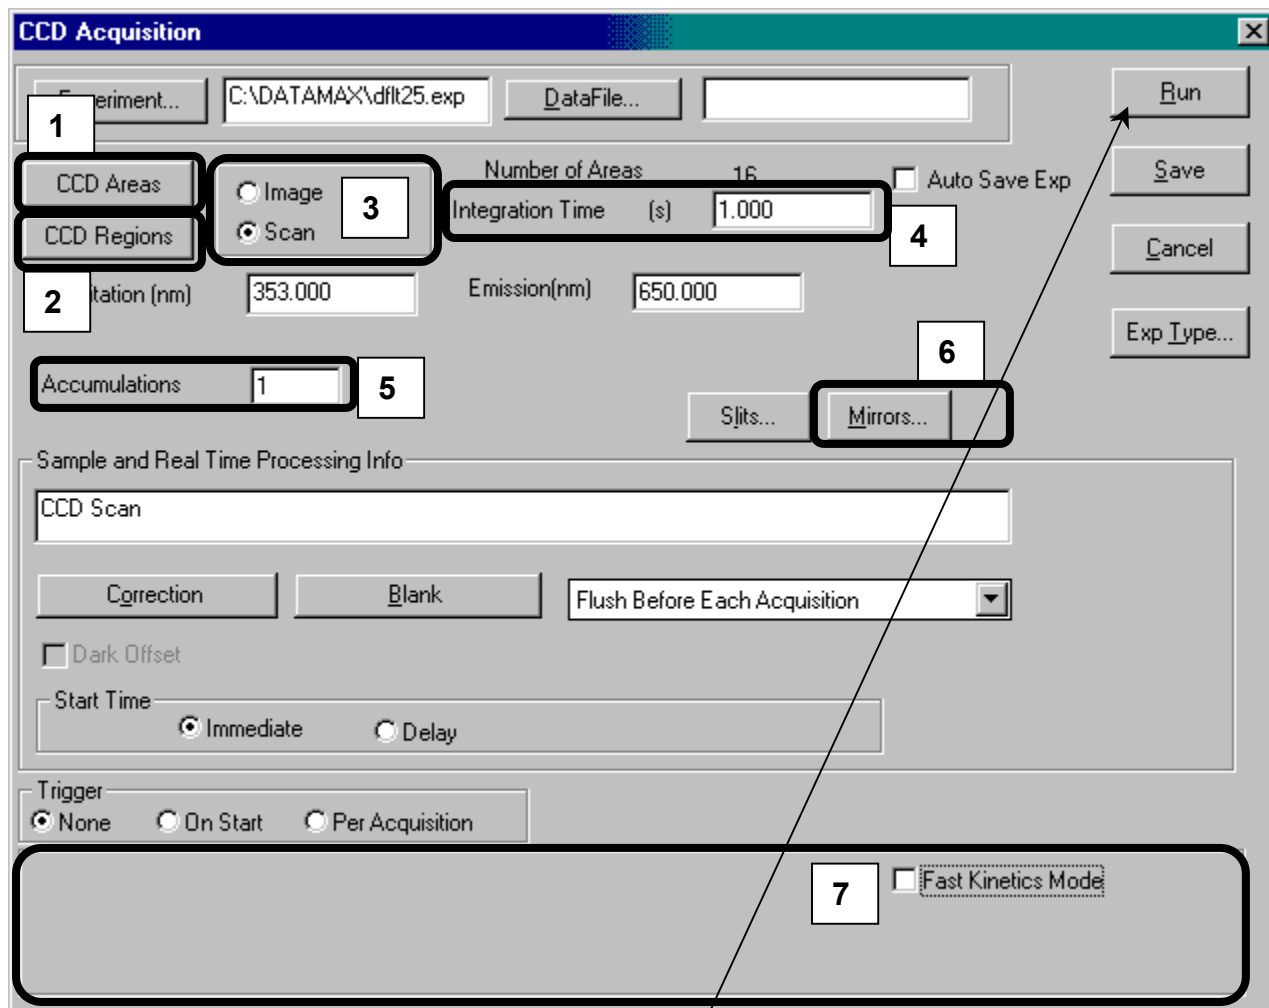 CCD Acquisition
eriment... C:\DATAMAX\dflt25.exp DataFile... Run
1
CCD Areas Image 3 Number of Areas 16 Auto Save Exp Save
CCD Regions Scan Integration Time (s) 1.000 4 Cancel
2 itation (nm) 353.000 Emission(nm) 650.000
Exp Type...
Accumulations 1 5 6
Slits... Mirrors...
Sample and Real Time Processing Info
CCD Scan
Correction Blank Flush Before Each Acquisition
Dark Offset
Start Time
Immediate Delay
Trigger
None On Start Per Acquisition
7 Fast Kinetics Mode